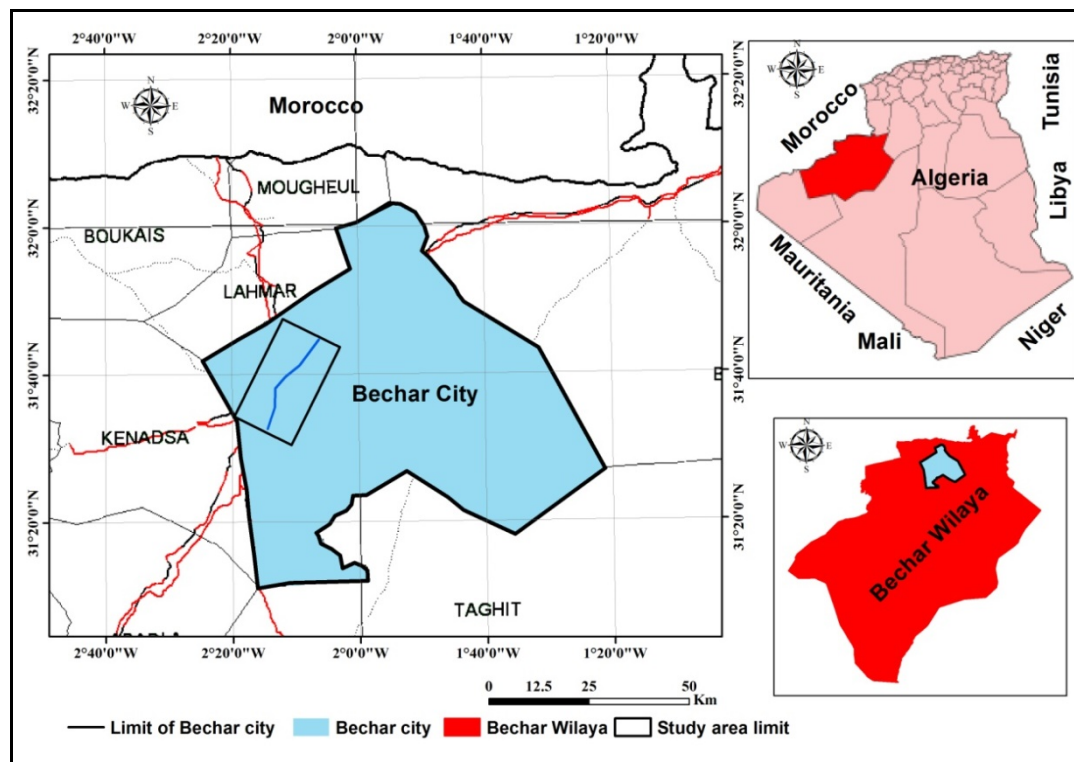 2°40'0"W 2°20'0"W 2°0'0"W 1°40'0"W 1°20'0"W
32°20'0"N
32°0'0"N
31°40'0"N
31°20'0"N
N
W E
S
Morocco
MOUGHEUL
BOUKAIS
LAHMAR
Bechar City
KENADSA
TAGHIT
32°20'0"N
32°0'0"N
31°40'0"N
31°20'0"N
2°40'0"W 2°20'0"W 2°0'0"W 1°40'0"W 1°20'0"W
0 12.5 25 50
Km
N
W E
S
Morocco
Tunisia
Algeria
Libya
Mauritania
Mali
Niger
N
W E
S
Bechar Wilaya
Limit of Bechar city Bechar city Bechar Wilaya Study area limit